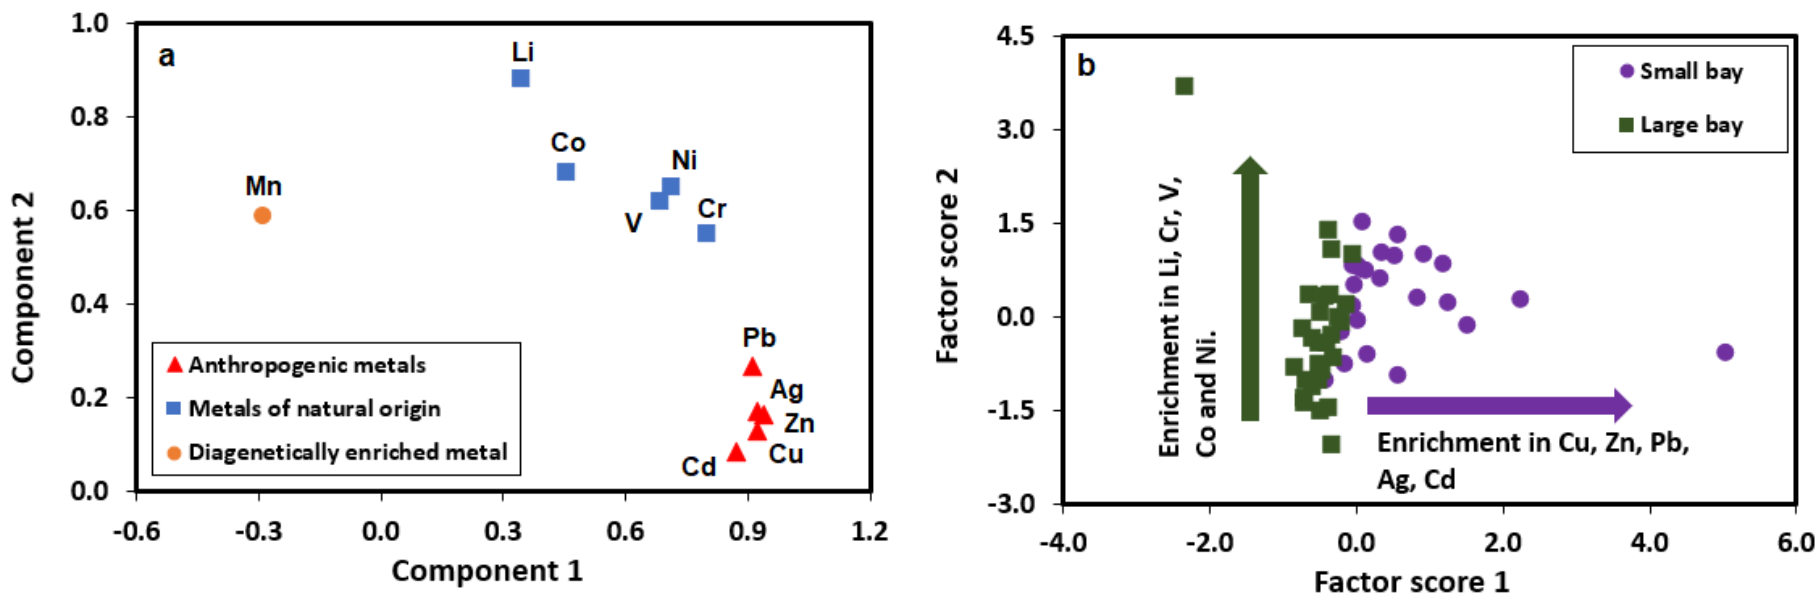 a
1.0
0.8
0.6
0.4
0.2
0.0
Component 2
Li
Co
Ni
Mn
V
Cr
Pb
Ag
Zn
Cu
Cd
Anthropogenic metals
Metals of natural origin
Diagenetically enriched metal
-0.6
-0.3
0.0
0.3
0.6
0.9
1.2
Component 1
b
4.5
3.0
1.5
0.0
-1.5
-3.0
Factor score 2
Small bay
Large bay
Enrichment in Li, Cr, V,
Co and Ni.
Enrichment in Cu, Zn, Pb,
Ag, Cd
-4.0
-2.0
0.0
2.0
4.0
6.0
Factor score 1